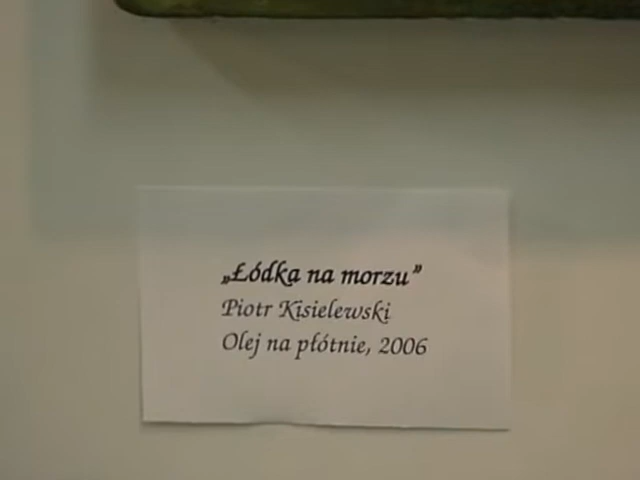 „Łódka na morzu”
Piotr Kisielewski
Olej na płótnie, 2006